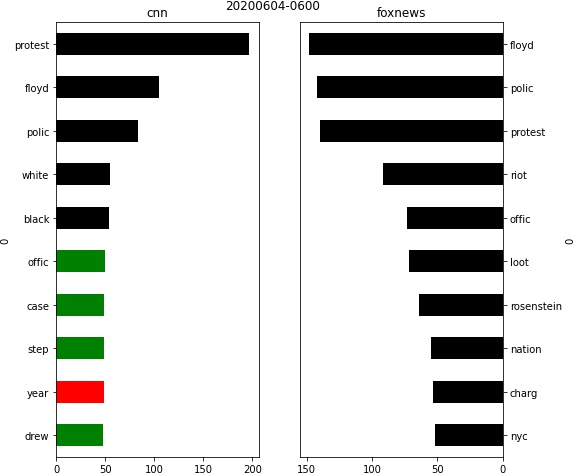 20200604-0600
cnn
foxnews
protest
floyd
polic
white
black
offic
case
step
year
drew
0
0 50 100 150 200
floyd
polic
protest
riot
offic
loot
rosenstein
nation
charg
nyc
0
150 100 50 0